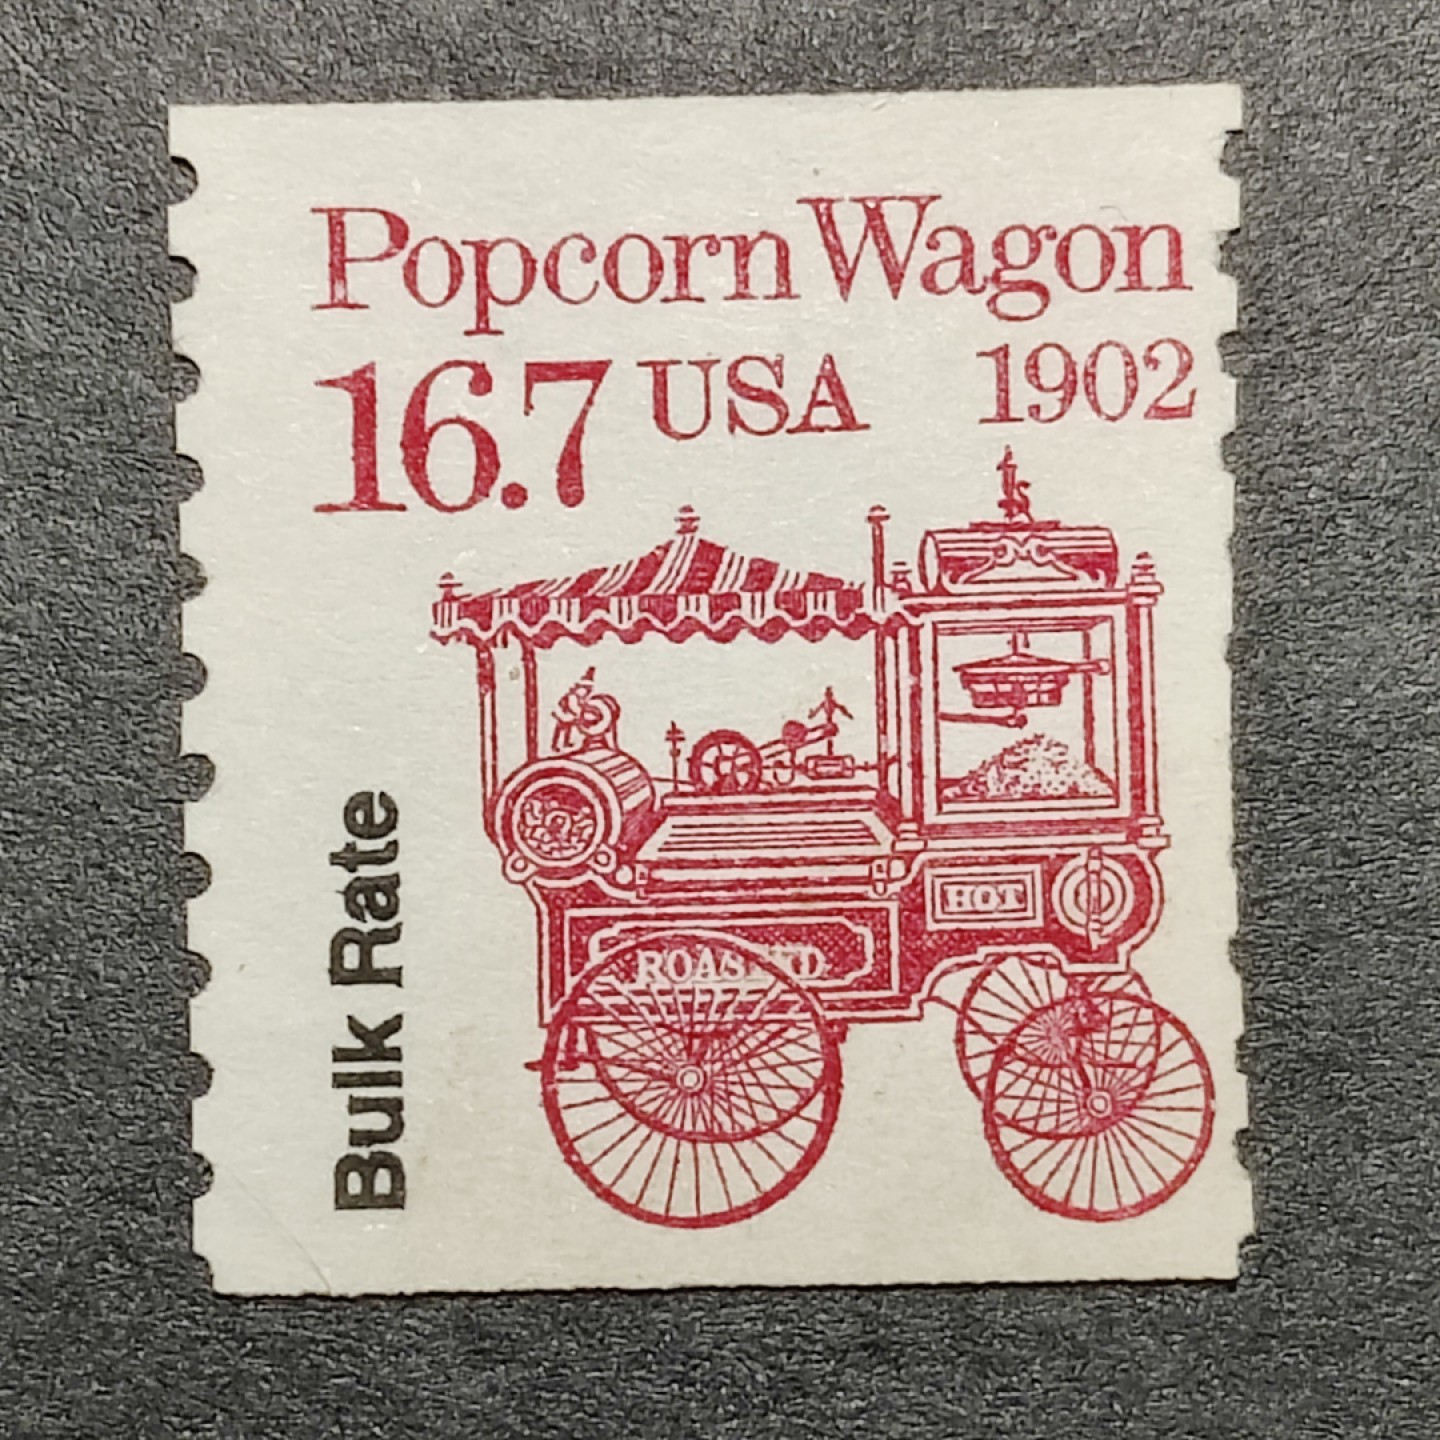 Popcorn Wagon
16.7 USA 1902
Bulk Rate
HOT
ROASTED